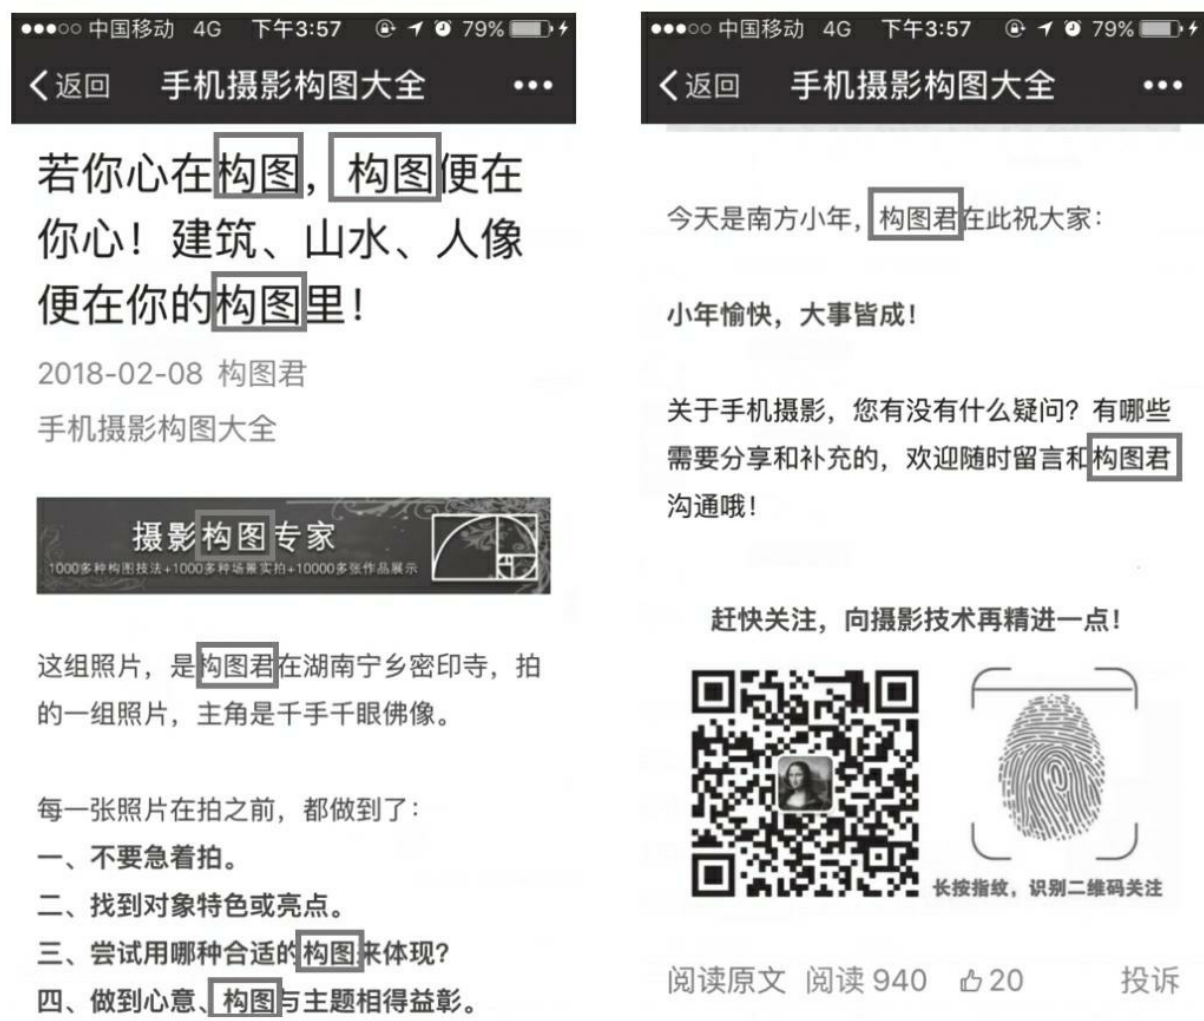 中国移动 4G 下午3:57 79%
返回 手机摄影构图大全
若你心在构图，构图便在
你心！建筑、山水、人像
便在你的构图里！
2018-02-08 构图君
手机摄影构图大全
摄影构图专家
1000多种构图技法+1000多种场景实拍+10000多张作品展示
这组照片，是构图君在湖南宁乡密印寺，拍
的一组照片，主角是千手千眼佛像。
每一张照片在拍之前，都做到了：
一、不要急着拍。
二、找到对象特色或亮点。
三、尝试用哪种合适的构图来体现？
四、做到心意、构图与主题相得益彰。
中国移动 4G 下午3:57 79%
返回 手机摄影构图大全
今天是南方小年，构图君在此祝大家：
小年愉快，大事皆成！
关于手机摄影，您有没有什么疑问？有哪些
需要分享和补充的，欢迎随时留言和构图君
沟通哦！
赶快关注，向摄影技术再精进一点！
长按指纹，识别二维码关注
阅读原文 阅读 940 20 投诉